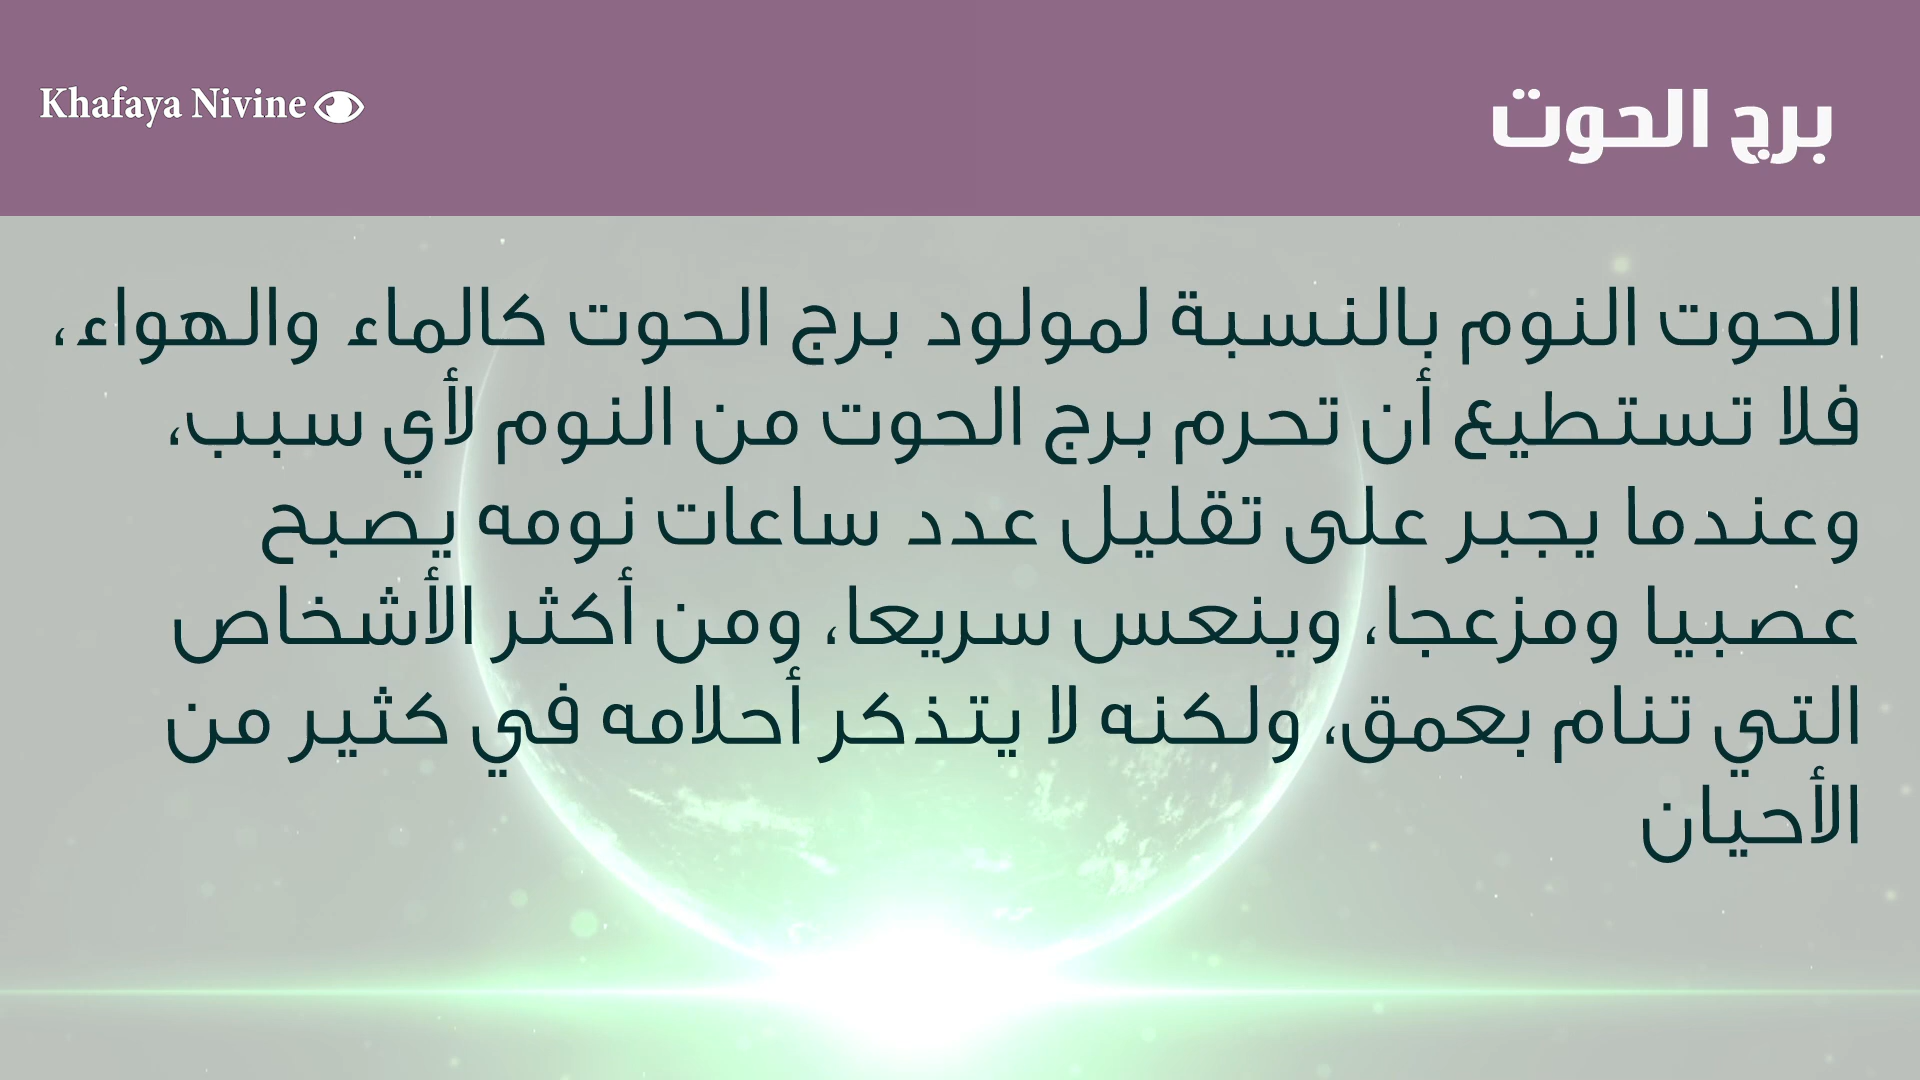 برج الحوت
Khafaya Nivine
الحوت النوم بالنسبة لمولود برج الحوت كالماء والهواء،
فلا تستطيع أن تحرم برج الحوت من النوم لأي سبب،
وعندما يجبر على تقليل عدد ساعات نومه يصبح
عصبيا ومزعجا، وينعس سريعا، ومن أكثر الأشخاص
التي تنام بعمق، ولكنه لا يتذكر أحلامه في كثير من
الأحيان